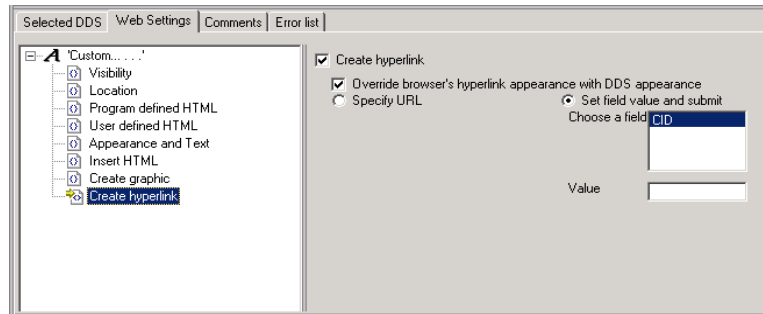 Selected DDS Web Settings Comments Error list
'Custom... . . .'
Visibility
Location
Program defined HTML
User defined HTML
Appearance and Text
Insert HTML
Create graphic
Create hyperlink
Create hyperlink
Override browser's hyperlink appearance with DDS appearance
Specify URL Set field value and submit
Choose a field CID
Value